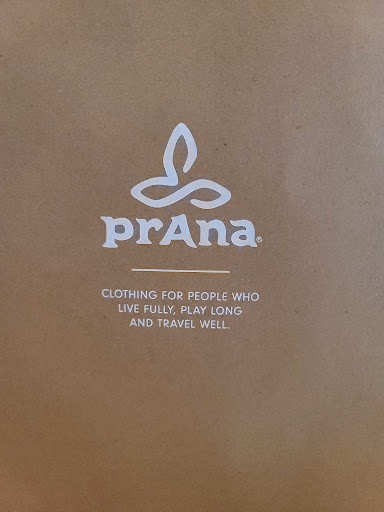 prAna®
CLOTHING FOR PEOPLE WHO
LIVE FULLY, PLAY LONG
AND TRAVEL WELL.